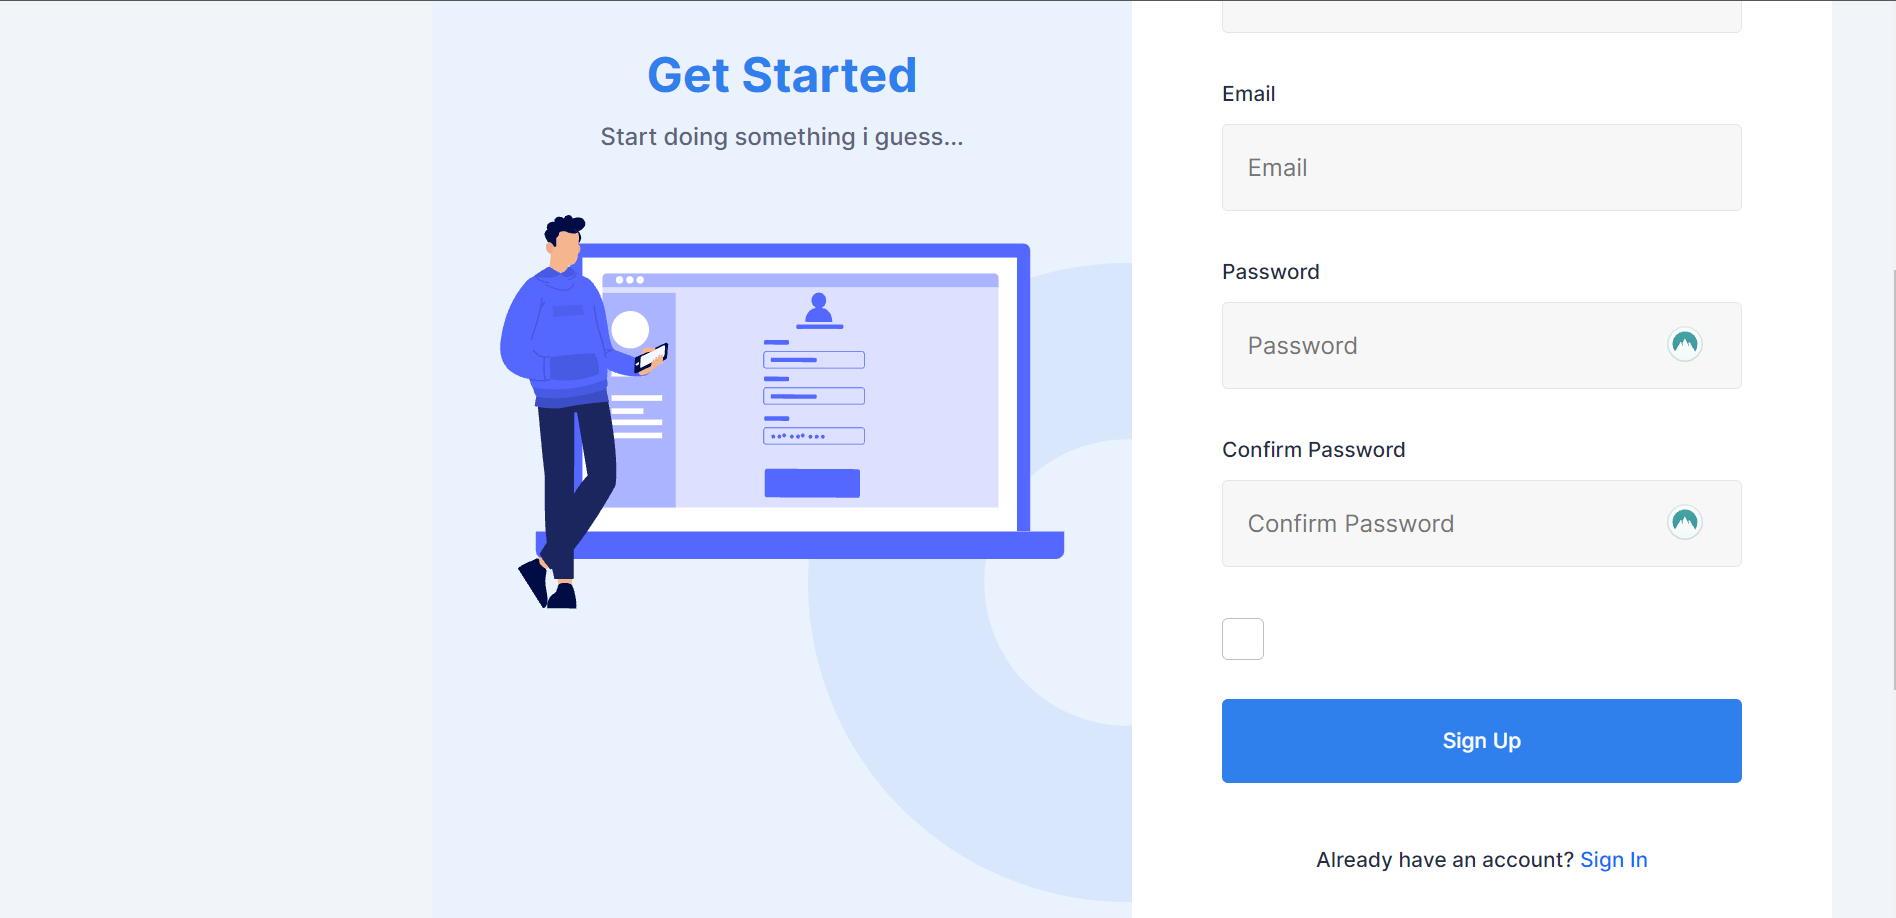 Get Started
Start doing something i guess...
Email
Email
Password
Password
Confirm Password
Confirm Password
Sign Up
Already have an account? Sign In